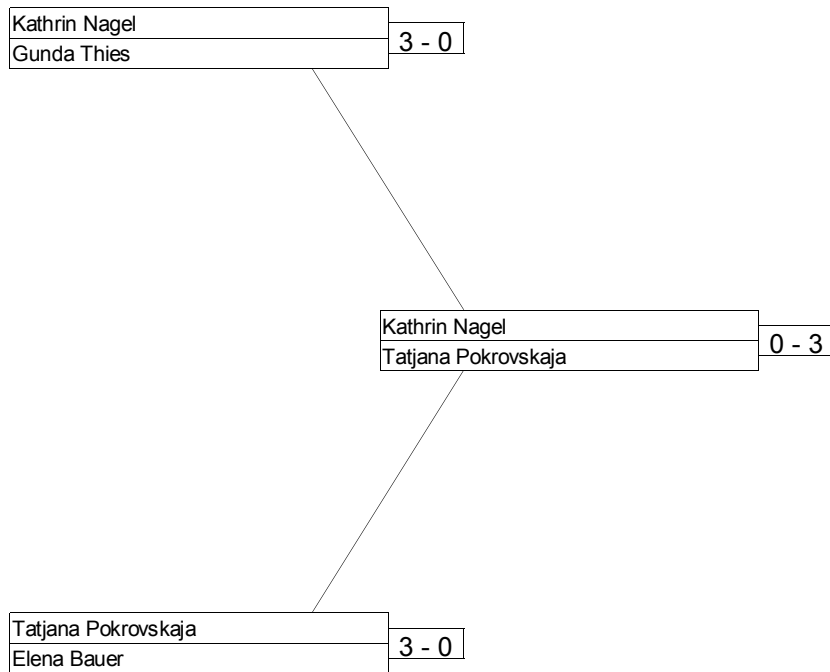 Kathrin Nagel
Gunda Thies
3 - 0
Kathrin Nagel
Tatjana Pokrovskaja
0 - 3
Tatjana Pokrovskaja
Elena Bauer
3 - 0